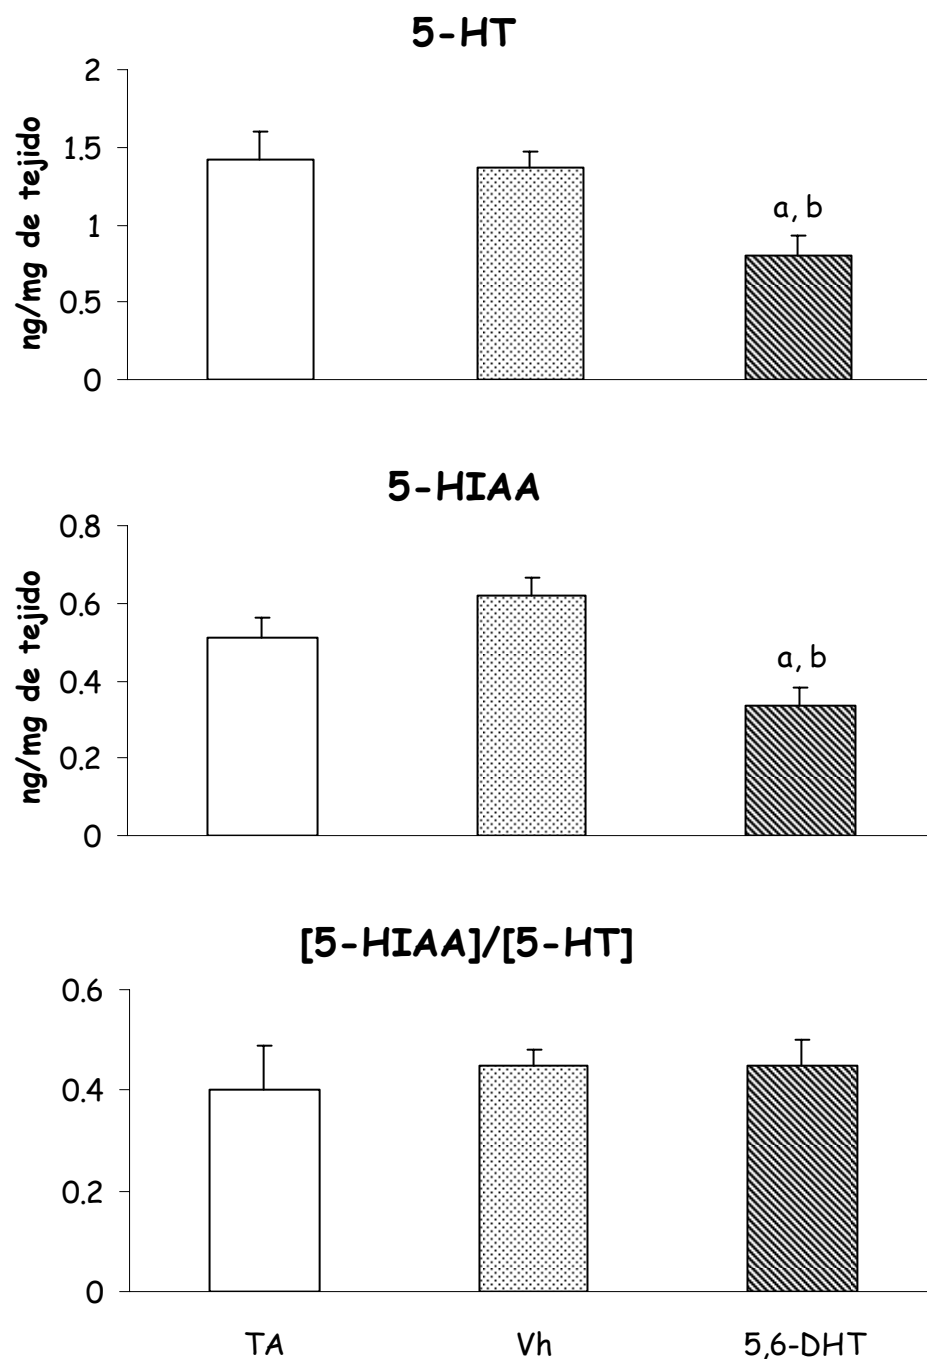 5-HT
2
1.5
1
0.5
0
ng/mg de tejido
a, b
5-HIAA
0.8
0.6
0.4
0.2
0
ng/mg de tejido
a, b
[5-HIAA]/[5-HT]
0.6
0.4
0.2
0
TA Vh 5,6-DHT